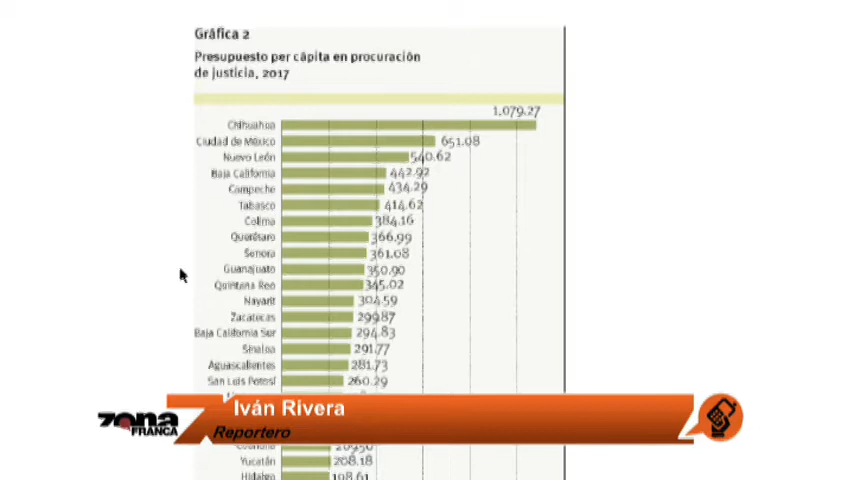 Gráfica 2
Presupuesto per cápita en procuración
de justicia, 2017
1,079.27
Chihuahua
Ciudad de México 651.08
Nuevo León 540.62
Baja California 442.92
Campeche 434.29
Tabasco 414.62
Colima 384.16
Querétaro 366.99
Sonora 361.08
Guanajuato 350.90
Quintana Roo 345.02
Nayarit 304.59
Zacatecas 299.87
Baja California Sur 294.83
Sinaloa 291.77
Aguascalientes 281.73
San Luis Potosí 260.29
Iván Rivera
ZONA
FRANCA
Reportero
Yucatán 208.18
Hidalgo 198.61